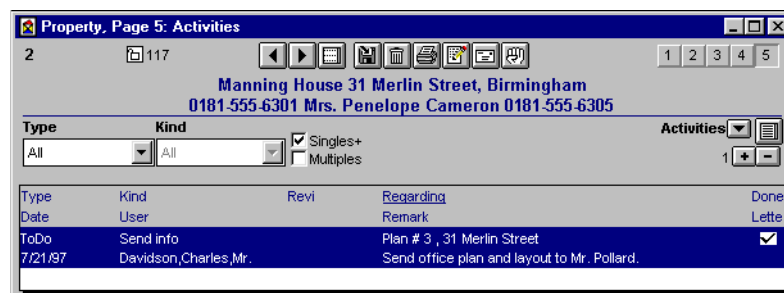 Property, Page 5: Activities
2 117 1 2 3 4 5
Manning House 31 Merlin Street, Birmingham
0181-555-6301 Mrs. Penelope Cameron 0181-555-6305
Type Kind Activities
All All Singles+
Multiples 1 + -
Type Kind Revi Regarding Done
Date User Remark Lette
ToDo Send info Plan # 3 , 31 Merlin Street
7/21/97 Davidson,Charles,Mr. Send office plan and layout to Mr. Pollard.